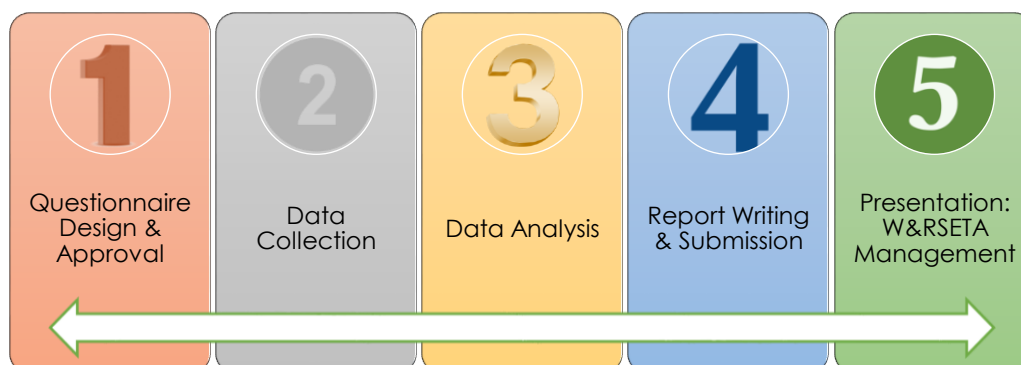 1
Questionnaire
Design &
Approval
2
Data
Collection
3
Data Analysis
4
Report Writing
& Submission
5
Presentation:
W&RSETA
Management